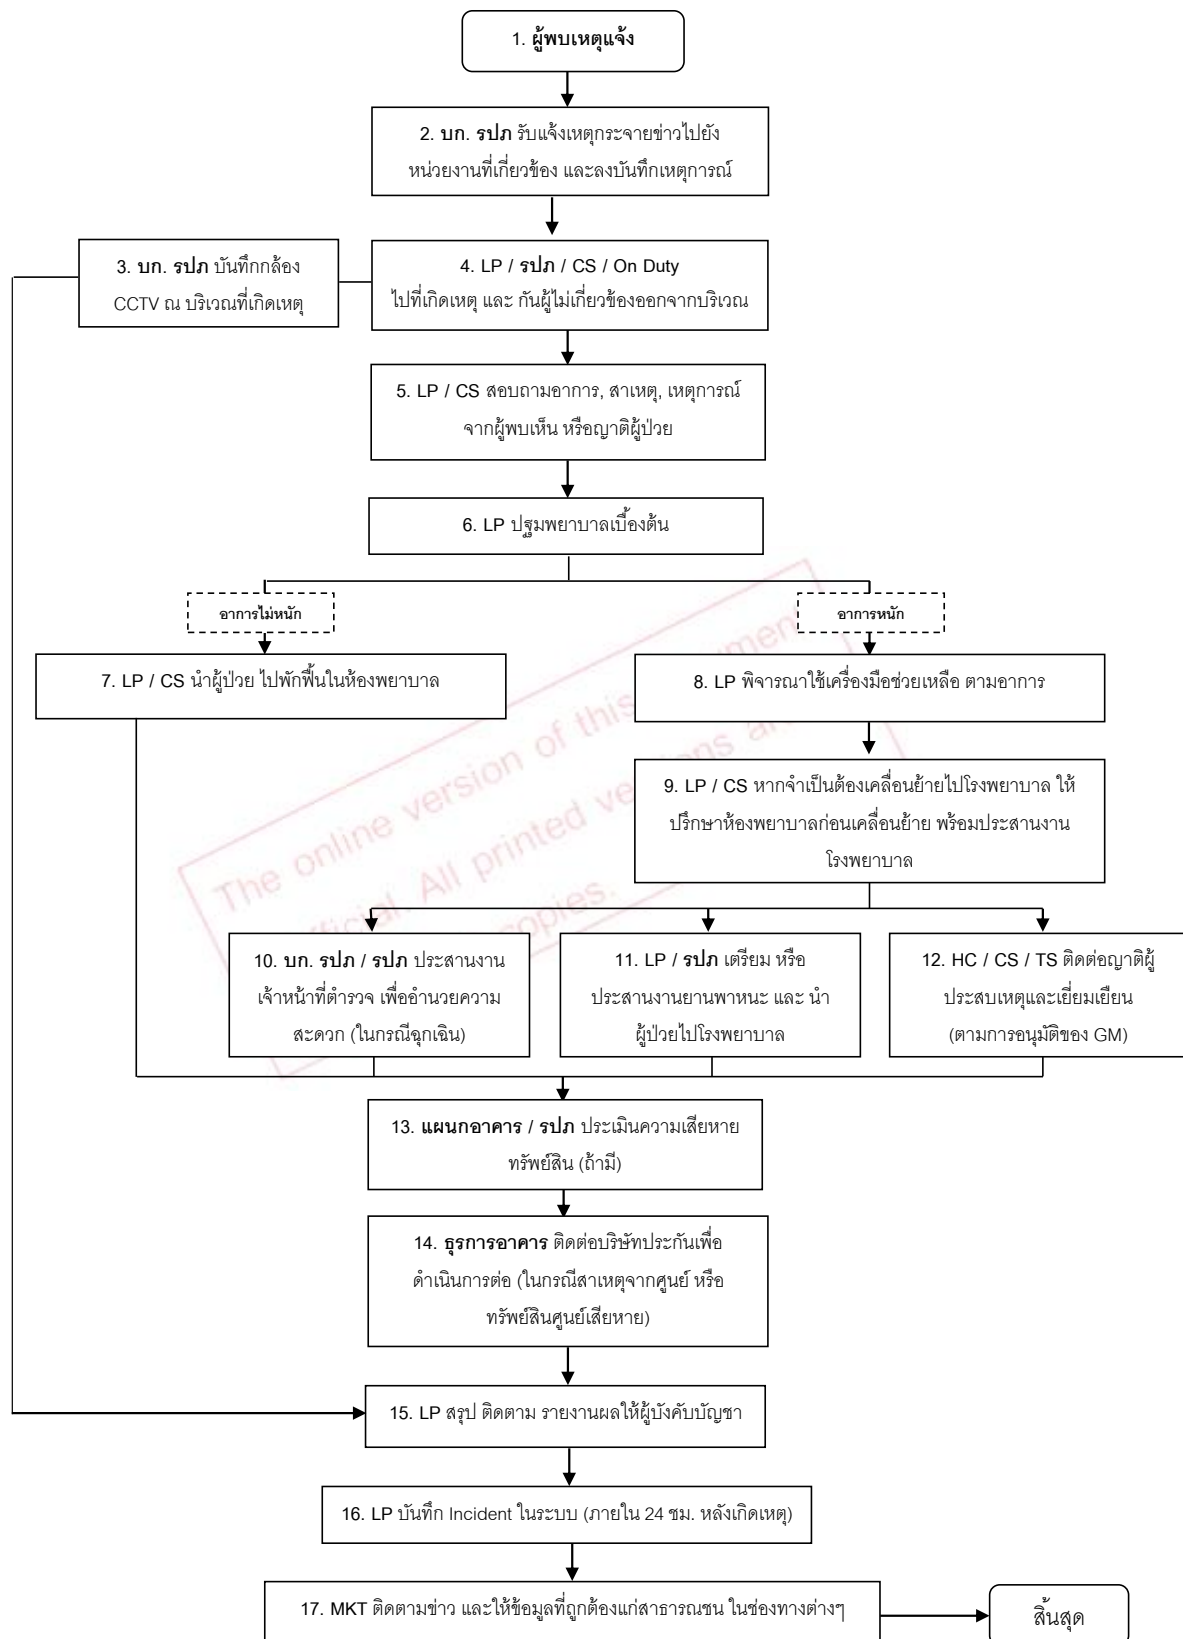 1. ผู้พบเหตุแจ้ง
2. บก. รปภ รับแจ้งเหตุกระจายข่าวไปยัง
หน่วยงานที่เกี่ยวข้อง และลงบันทึกเหตุการณ์
3. บก. รปภ บันทึกกล้อง
CCTV ณ บริเวณที่เกิดเหตุ
4. LP / รปภ / CS / On Duty
ไปที่เกิดเหตุ และ กันผู้ไม่เกี่ยวข้องออกจากบริเวณ
5. LP / CS สอบถามอาการ, สาเหตุ, เหตุการณ์
จากผู้พบเห็น หรือญาติผู้ป่วย
6. LP ปฐมพยาบาลเบื้องต้น
อาการไม่หนัก
อาการหนัก
7. LP / CS นำผู้ป่วย ไปพักฟื้นในห้องพยาบาล
8. LP พิจารณาใช้เครื่องมือช่วยเหลือ ตามอาการ
9. LP / CS หากจำเป็นต้องเคลื่อนย้ายไปโรงพยาบาล ให้
ปรึกษาห้องพยาบาลก่อนเคลื่อนย้าย พร้อมประสานงาน
โรงพยาบาล
10. บก. รปภ / รปภ ประสานงาน
เจ้าหน้าที่ตำรวจ เพื่ออำนวยความ
สะดวก (ในกรณีฉุกเฉิน)
11. LP / รปภ เตรียม หรือ
ประสานงานยานพาหนะ และ นำ
ผู้ป่วยไปโรงพยาบาล
12. HC / CS / TS ติดต่อญาติผู้
ประสบเหตุและเยี่ยมเยียน
(ตามการอนุมัติของ GM)
13. แผนกอาคาร / รปภ ประเมินความเสียหาย
ทรัพย์สิน (ถ้ามี)
14. ธุรการอาคาร ติดต่อบริษัทประกันเพื่อ
ดำเนินการต่อ (ในกรณีสาเหตุจากศูนย์ หรือ
ทรัพย์สินศูนย์เสียหาย)
15. LP สรุป ติดตาม รายงานผลให้ผู้บังคับบัญชา
16. LP บันทึก Incident ในระบบ (ภายใน 24 ชม. หลังเกิดเหตุ)
17. MKT ติดตามข่าว และให้ข้อมูลที่ถูกต้องแก่สาธารณชน ในช่องทางต่างๆ
สิ้นสุด
The online version of this
All printed
copies.